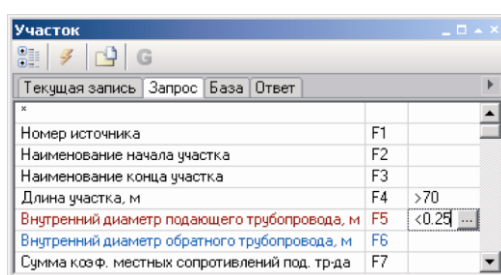 Участок
G
Текущая запись Запрос База Ответ
*
Номер источника F1
Наименование начала участка F2
Наименование конца участка F3
Длина участка, м F4 >70
Внутренний диаметр подающего трубопровода, м F5 <0.25 ...
Внутренний диаметр обратного трубопровода, м F6
Сумма коэф. местных сопротивлений под. тр-да F7